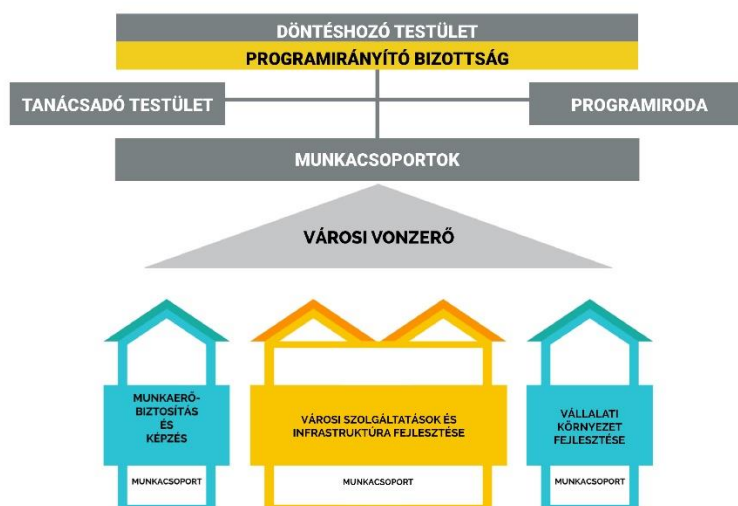 DÖNTÉSHOZÓ TESTÜLET
PROGRAMIRÁNYÍTÓ BIZOTTSÁG
TANÁCSADÓ TESTÜLET
PROGRAMIRODA
MUNKACSOPORTOK
VÁROSI VONZERŐ
MUNKAERŐ-
BIZTOSÍTÁS
ÉS
KÉPZÉS
MUNKACSOPORT
VÁROSI SZOLGÁLTATÁSOK ÉS
INFRASTRUKTÚRA FEJLESZTÉSE
MUNKACSOPORT
VÁLLALATI
KÖRNYEZET
FEJLESZTÉSE
MUNKACSOPORT